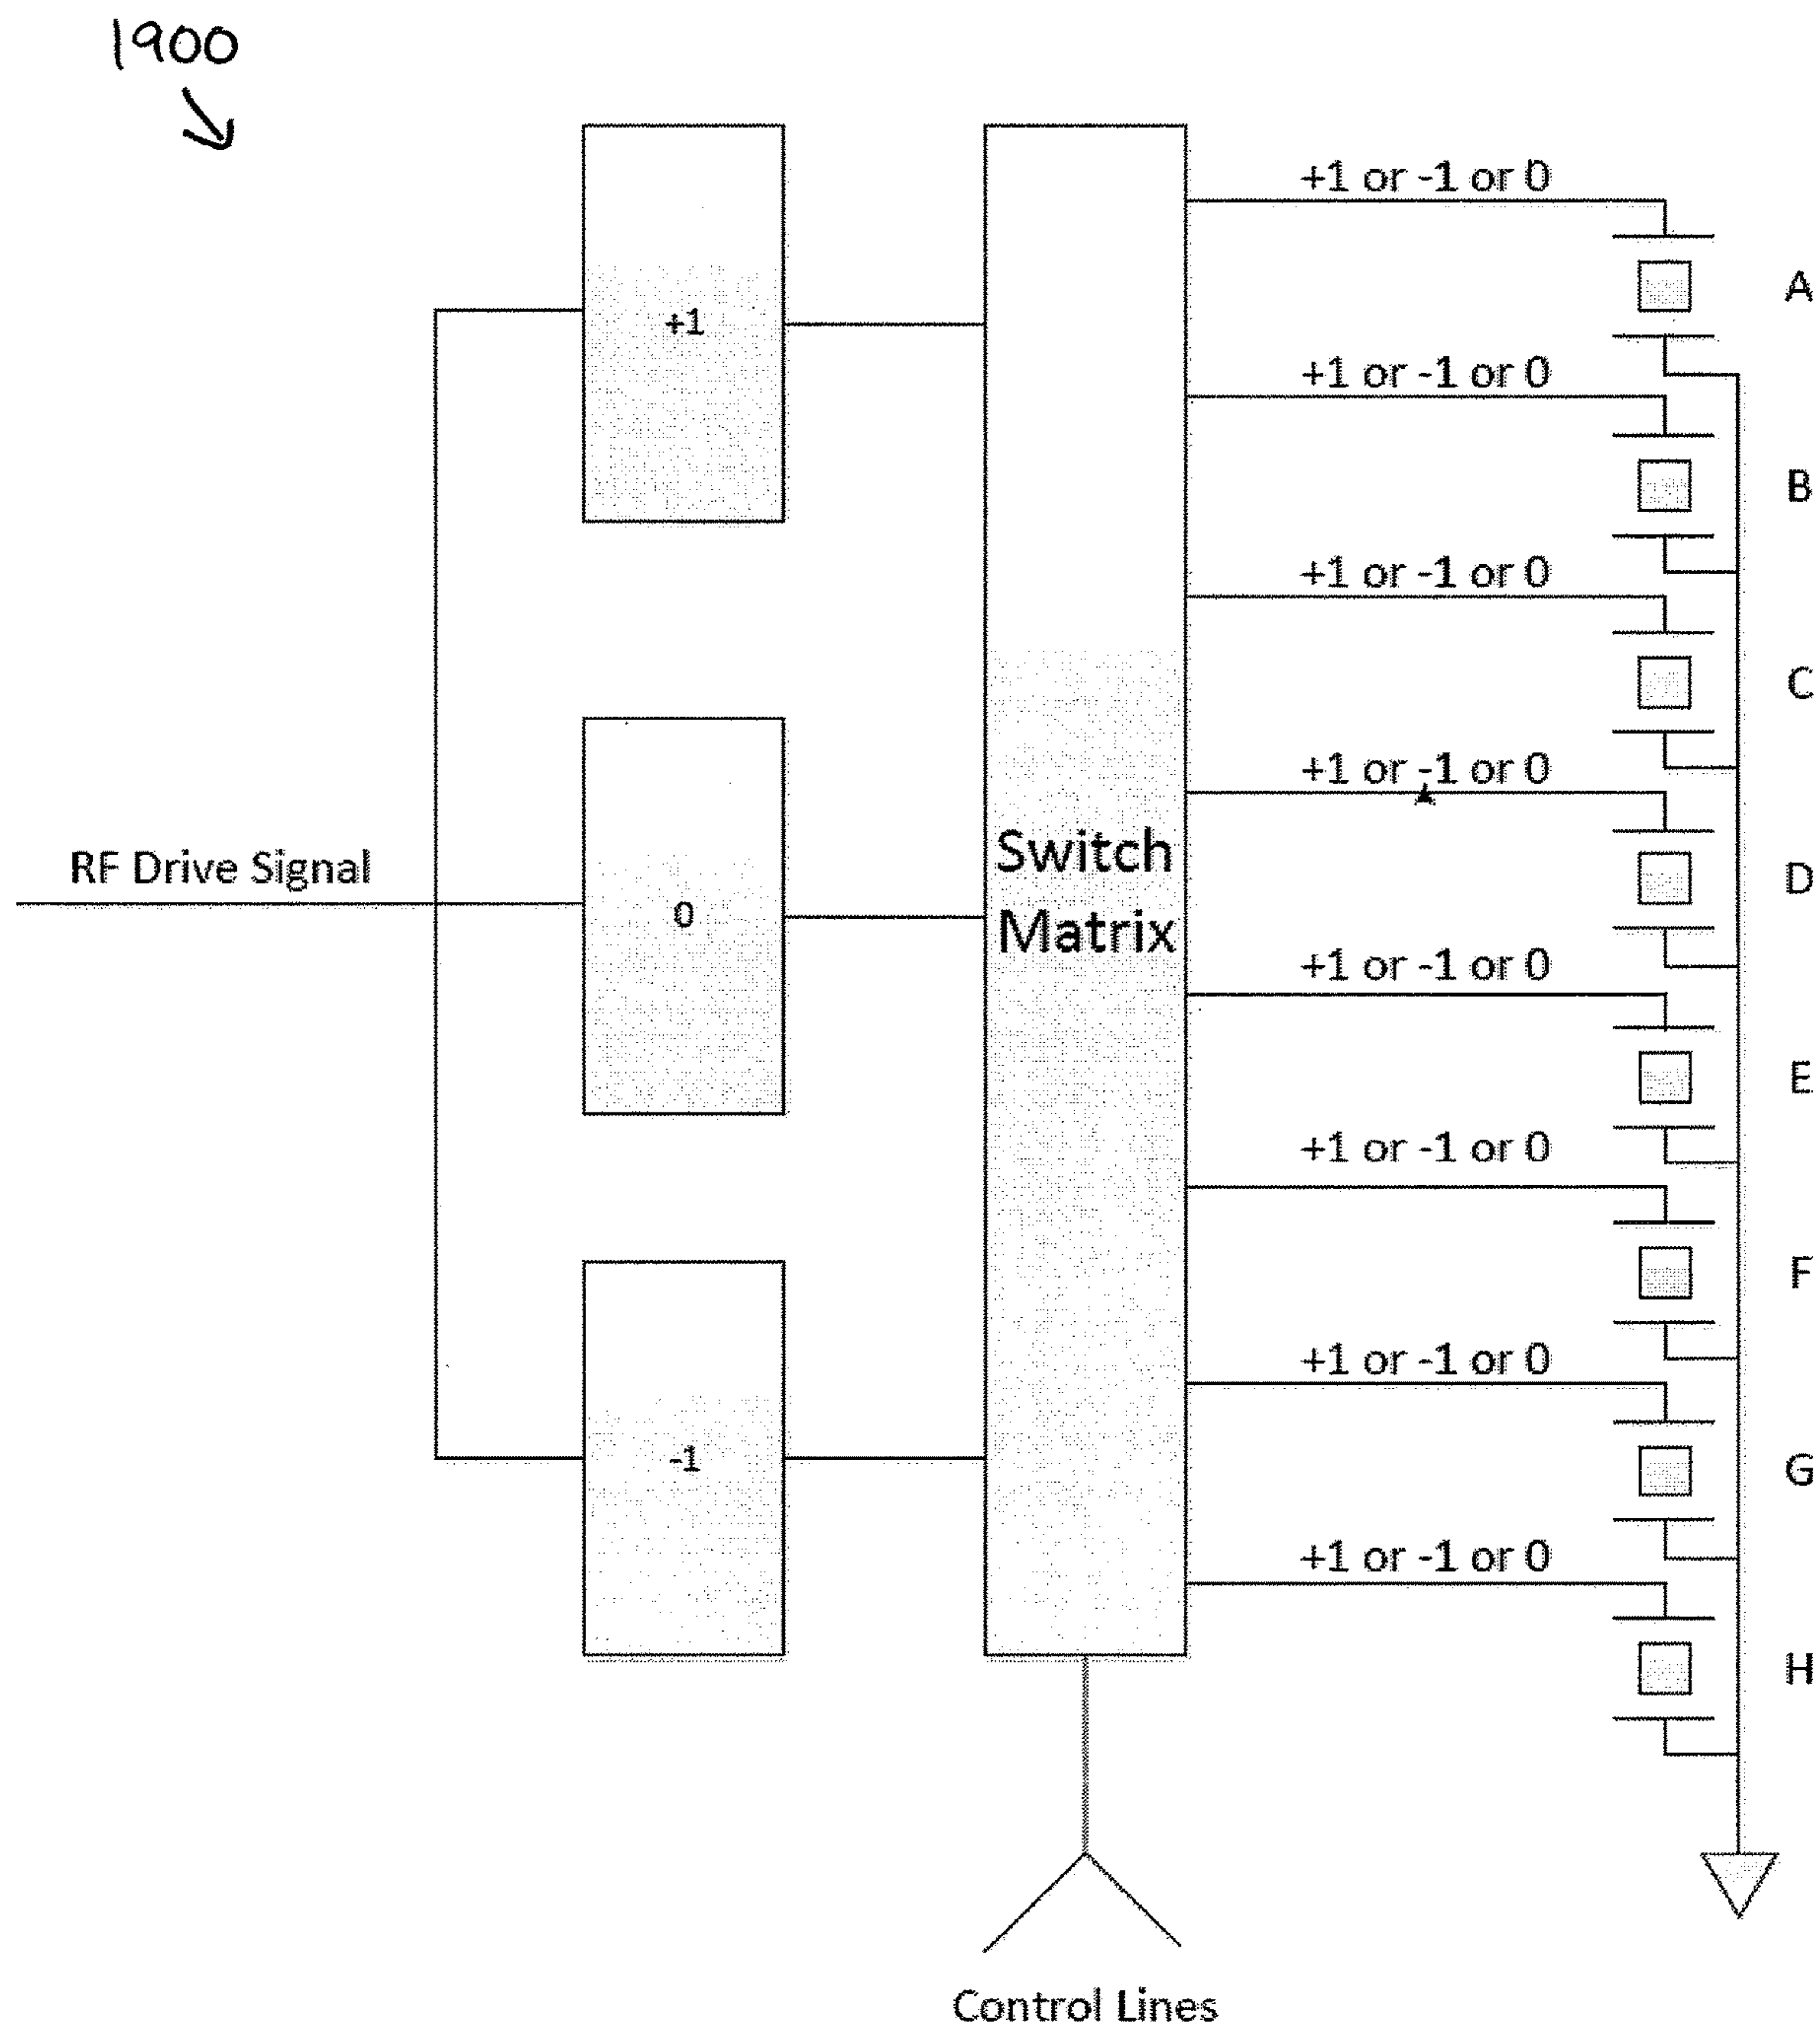 1900
+1 or -1 or 0
A
+1
+1 or -1 or 0
B
+1 or -1 or 0
C
+1 or -1 or 0
Switch
Matrix
RF Drive Signal
D
0
+1 or -1 or 0
E
+1 or -1 or 0
F
+1 or -1 or 0
-1
G
+1 or -1 or 0
H
Control Lines